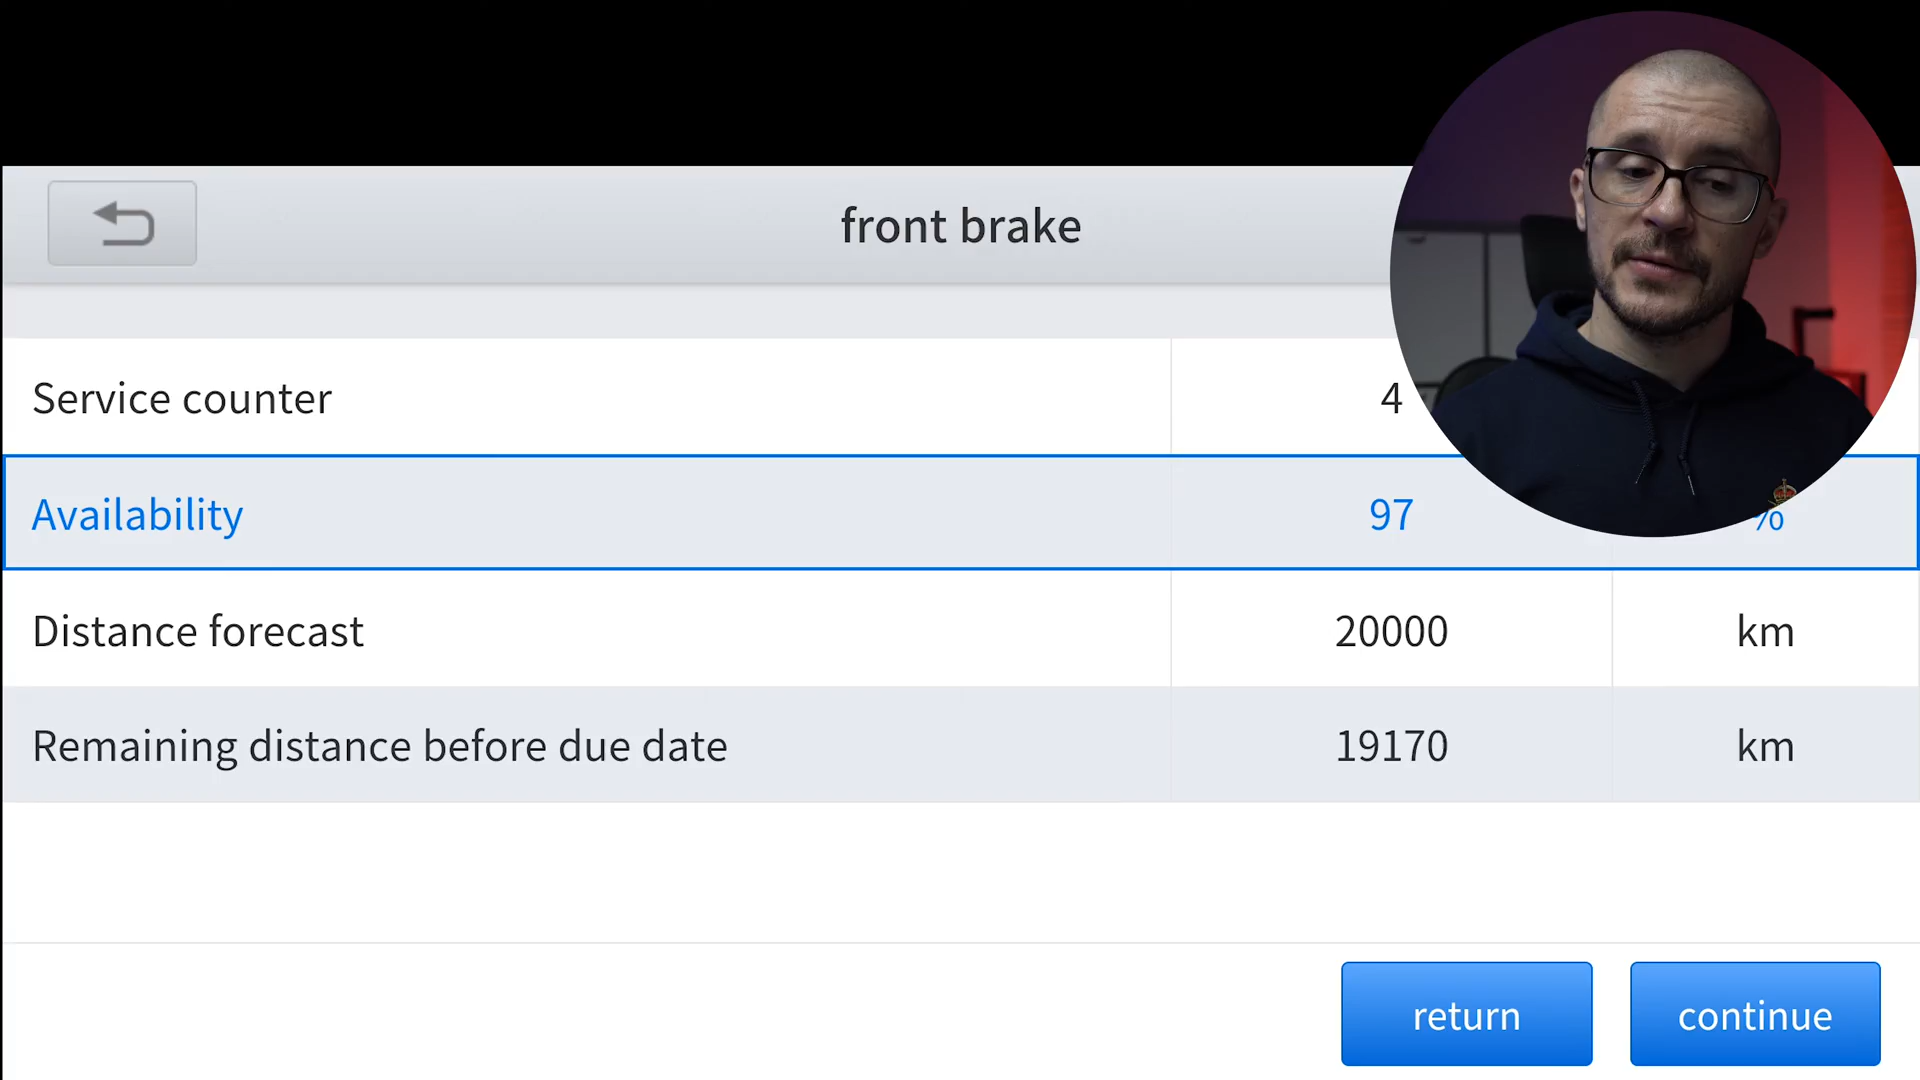 front brake
Service counter 4
Availability 97 %
Distance forecast 20000 km
Remaining distance before due date 19170 km
return continue